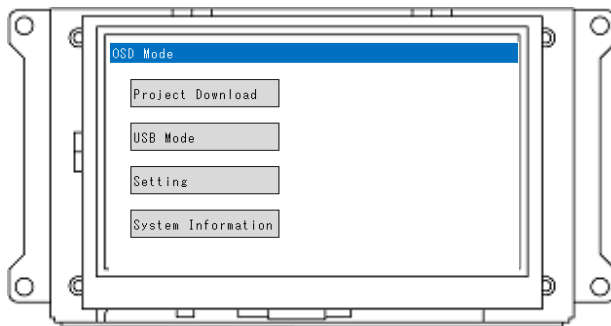 OSD Mode
Project Download
USB Mode
Setting
System Information